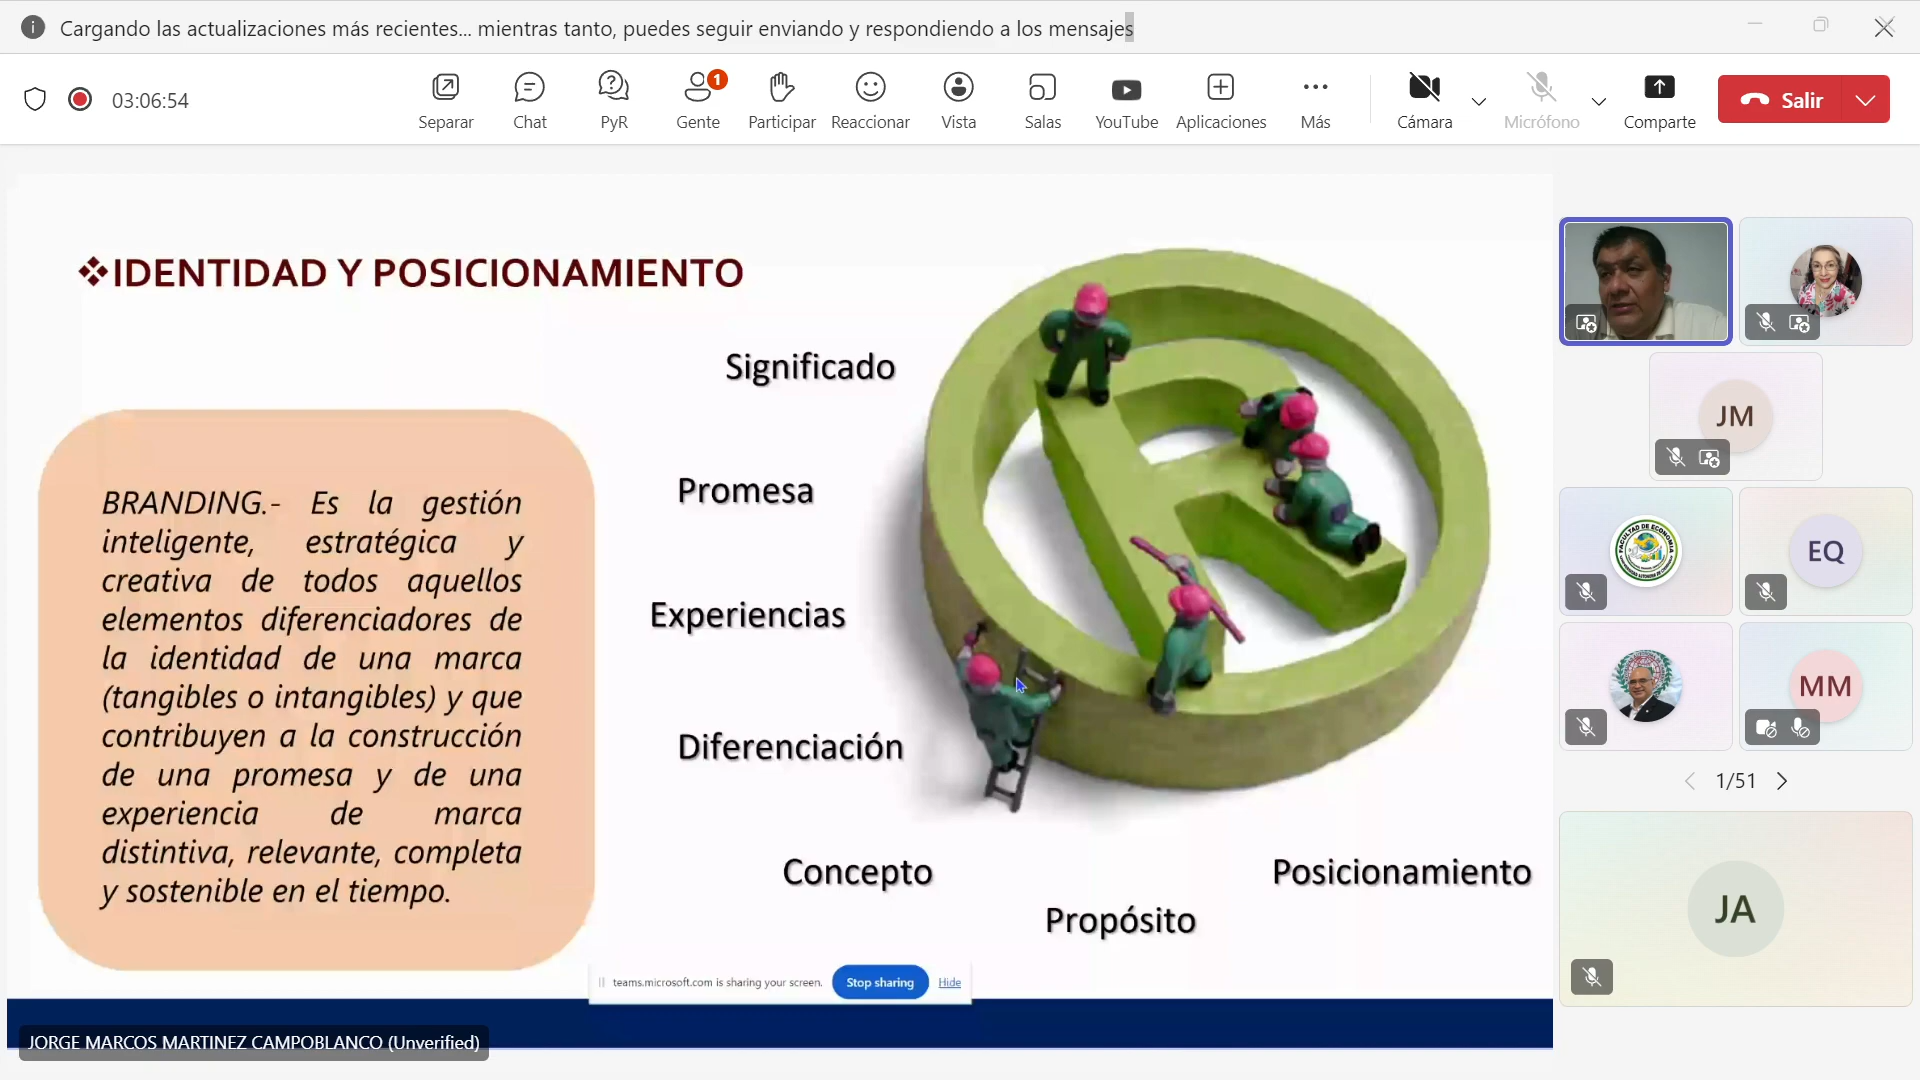 Cargando las actualizaciones más recientes... mientras tanto, puedes seguir enviando y respondiendo a los mensajes
03:06:54
Separar
Chat
PyR
1
Gente
Participar
Reaccionar
Vista
Salas
YouTube
Aplicaciones
Más
Cámara
Micrófono
Comparte
Salir
❖IDENTIDAD Y POSICIONAMIENTO
BRANDING.- Es la gestión
inteligente, estratégica y
creativa de todos aquellos
elementos diferenciadores de
la identidad de una marca
(tangibles o intangibles) y que
contribuyen a la construcción
de una promesa y de una
experiencia de marca
distintiva, relevante, completa
y sostenible en el tiempo.
Significado
Promesa
Experiencias
Diferenciación
Concepto
Propósito
Posicionamiento
R
teams.microsoft.com is sharing your screen.
Stop sharing
Hide
JORGE MARCOS MARTINEZ CAMPOBLANCO (Unverified)
JM
FACULTAD DE ECONOMIA
EQ
MM
1/51
JA